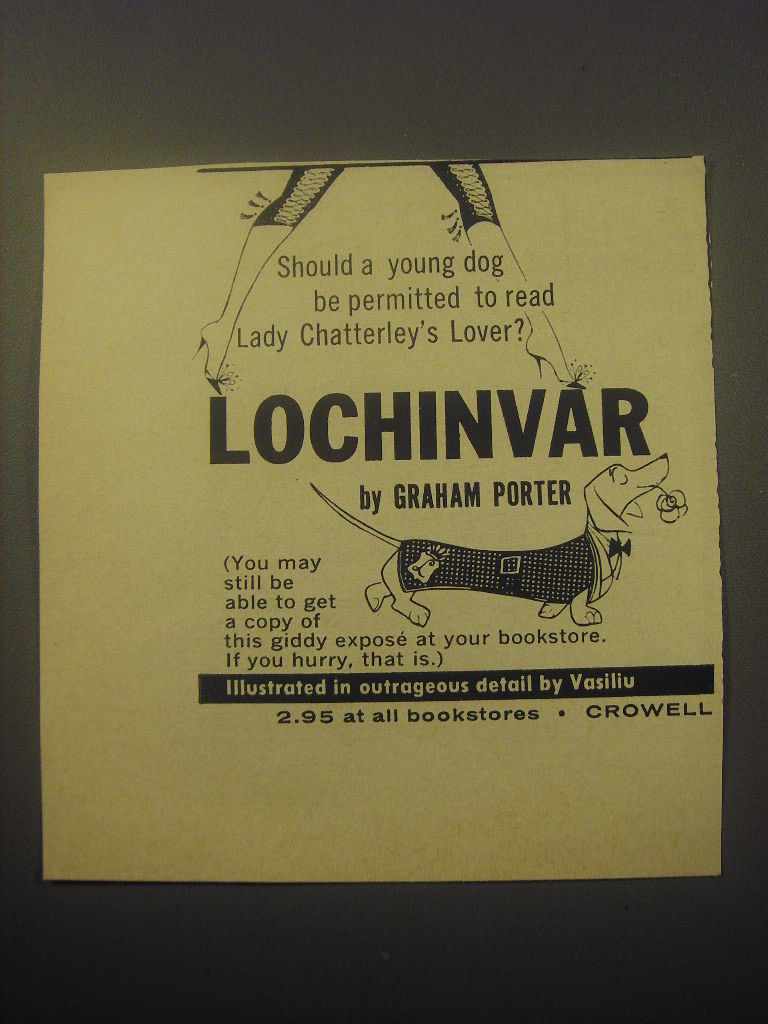 Should a young dog
be permitted to read
Lady Chatterley's Lover?
LOCHINVAR
by GRAHAM PORTER
(You may
still be
able to get
a copy of
this giddy exposé at your bookstore.
If you hurry, that is.)
Illustrated in outrageous detail by Vasiliu
2.95 at all bookstores • CROWELL